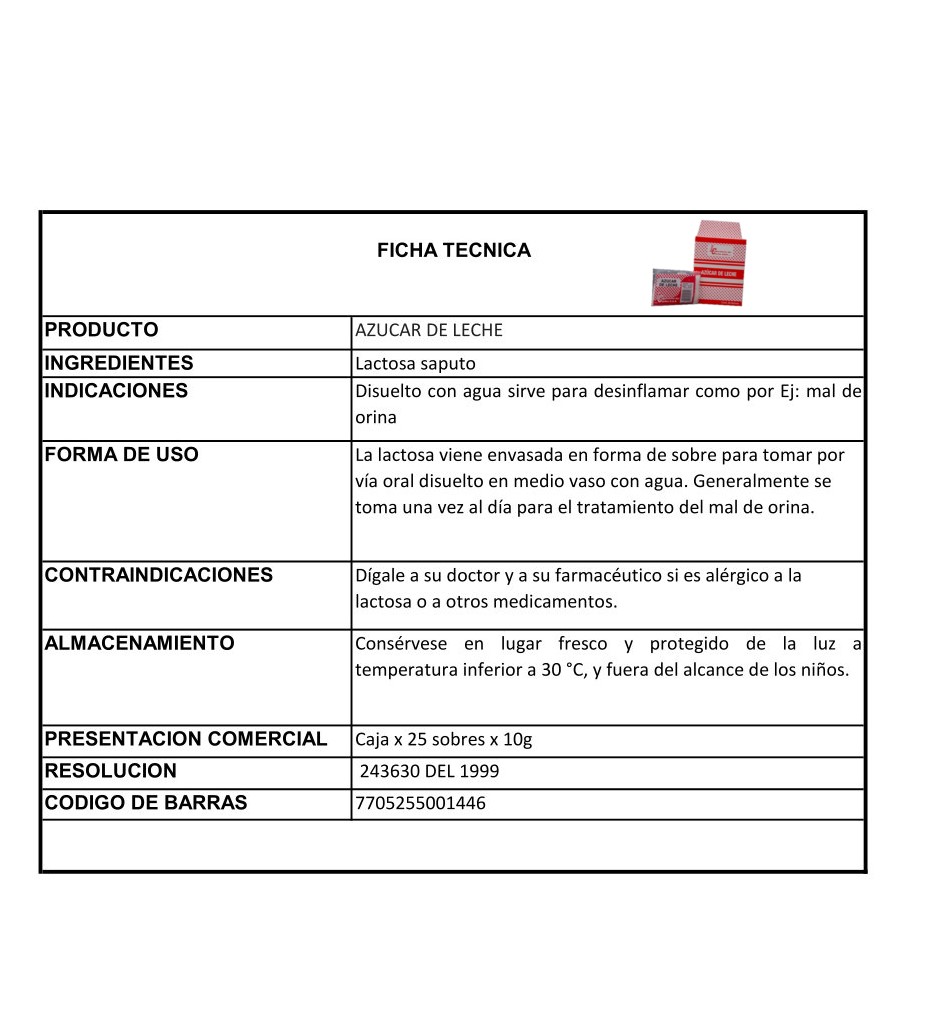 FICHA TECNICA
AZÚCAR DE LECHE
AZÚCAR
DE LECHE
PRODUCTO
AZUCAR DE LECHE
INGREDIENTES
Lactosa saputo
INDICACIONES
Disuelto con agua sirve para desinflamar como por Ej: mal de
orina
FORMA DE USO
La lactosa viene envasada en forma de sobre para tomar por
vía oral disuelto en medio vaso con agua. Generalmente se
toma una vez al día para el tratamiento del mal de orina.
CONTRAINDICACIONES
Dígale a su doctor y a su farmacéutico si es alérgico a la
lactosa o a otros medicamentos.
ALMACENAMIENTO
Consérvese en lugar fresco y protegido de la luz a
temperatura inferior a 30 °C, y fuera del alcance de los niños.
PRESENTACION COMERCIAL
Caja x 25 sobres x 10g
RESOLUCION
243630 DEL 1999
CODIGO DE BARRAS
7705255001446